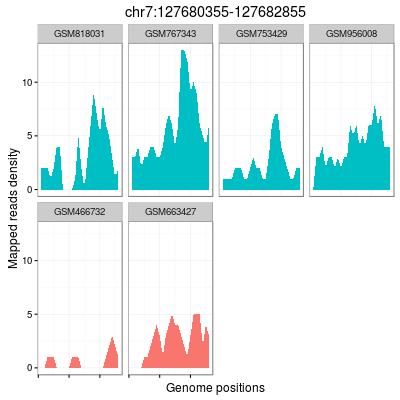 chr7:127680355-127682855
GSM818031 GSM767343 GSM753429 GSM956008
10
5
0
GSM466732 GSM663427
10
5
0
Mapped reads density
Genome positions